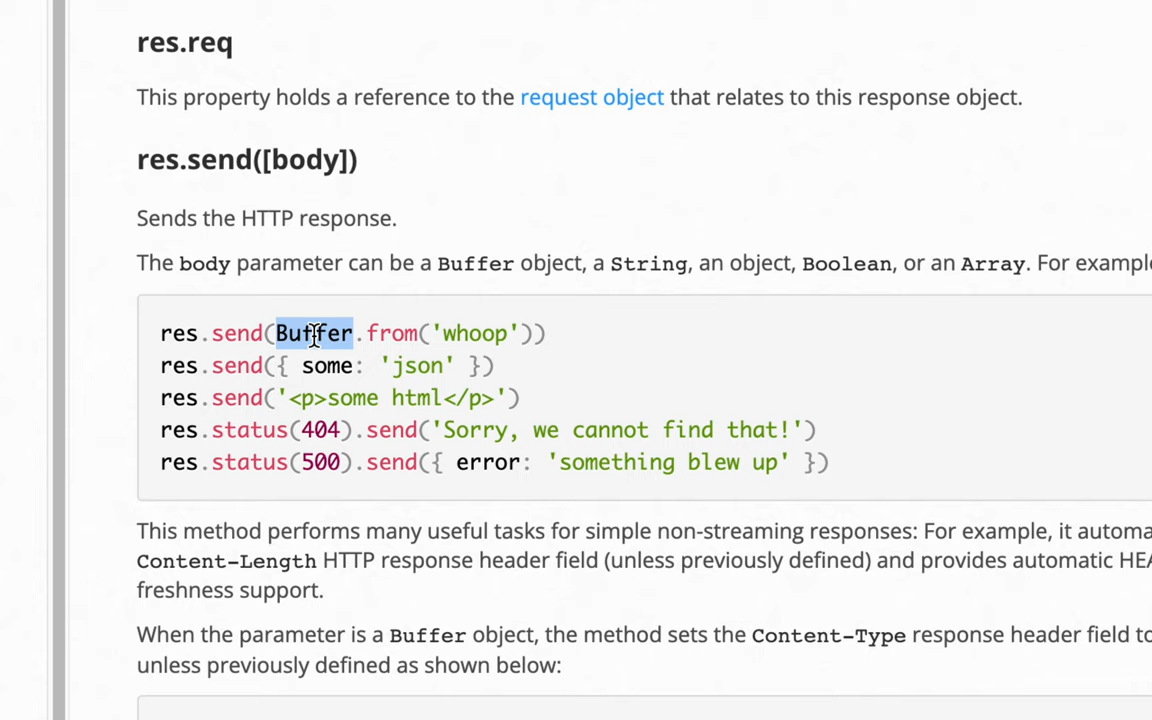 res.req
This property holds a reference to the request object that relates to this response object.
res.send([body])
Sends the HTTP response.
The body parameter can be a Buffer object, a String, an object, Boolean, or an Array. For
res.send(Buffer.from('whoop'))
res.send({ some: 'json' })
res.send('<p>some html</p>')
res.status(404).send('Sorry, we cannot find that!')
res.status(500).send({ error: 'something blew up' })
This method performs many useful tasks for simple non-streaming responses: For example, it
Content-Length HTTP response header field (unless previously defined) and provides automatic
freshness support.
When the parameter is a Buffer object, the method sets the Content-Type response header field to
unless previously defined as shown below: